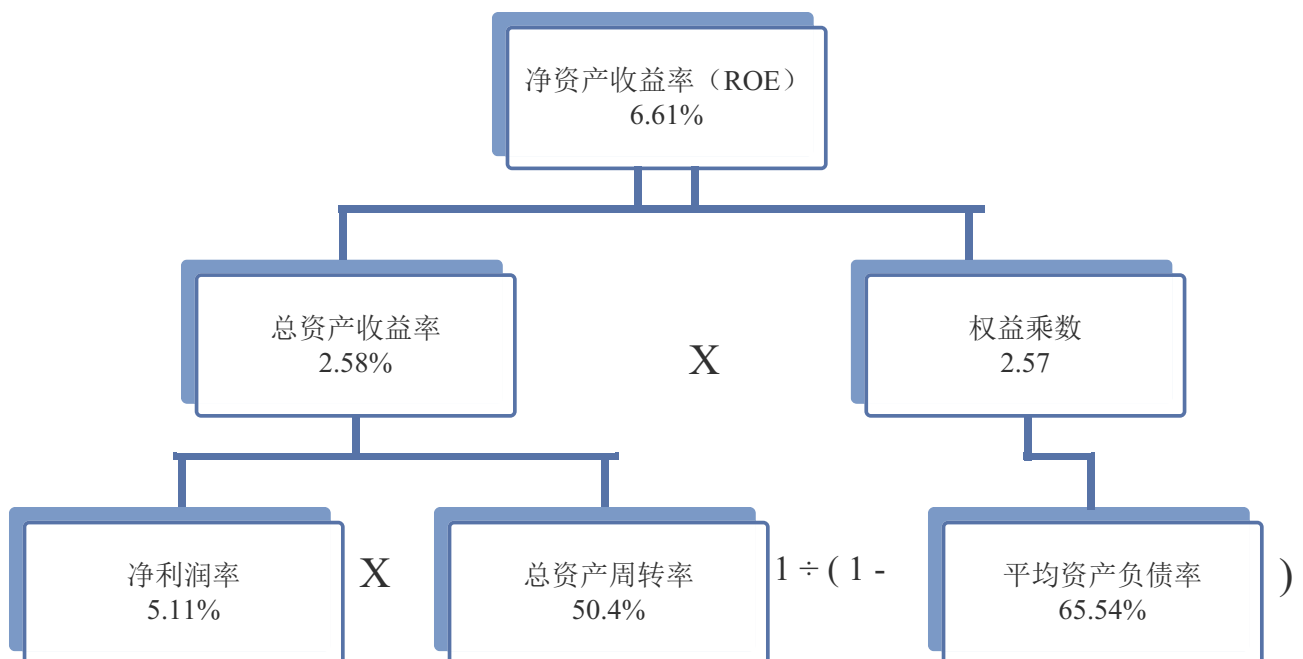 净资产收益率（ROE）
6.61%
总资产收益率
2.58%
X
权益乘数
2.57
净利润率
5.11%
X
总资产周转率
50.4%
1 ÷ ( 1 -
平均资产负债率
65.54%
)